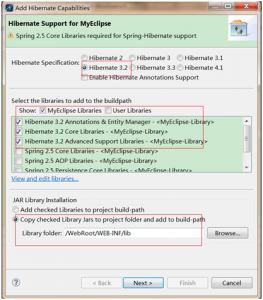 Add Hibernate Capabilities
Hibernate Support for MyEclipse
Spring 2.5 Core Libraries required for Spring-Hibernate support
Hibernate Specification:
Hibernate 2 Hibernate 3 Hibernate 3.1
Hibernate 3.2 Hibernate 3.3 Hibernate 4.1
Enable Hibernate Annotations Support
Select the libraries to add to the buildpath
Show: MyEclipse Libraries User Libraries
Hibernate 3.2 Annotations & Entity Manager - <MyEclipse-Library>
Hibernate 3.2 Core Libraries - <MyEclipse-Library>
Hibernate 3.2 Advanced Support Libraries - <MyEclipse-Library>
Spring 2.5 Core Libraries - <MyEclipse-Library>
Spring 2.5 AOP Libraries - <MyEclipse-Library>
Spring 2.5 Persistence Core Libraries - <MyEclipse-Library>
View and edit libraries...
JAR Library Installation
Add checked Libraries to project build-path
Copy checked Library Jars to project folder and add to build-path
Library folder: /WebRoot/WEB-INF/lib
Browse...
?
< Back Next > Finish Cancel